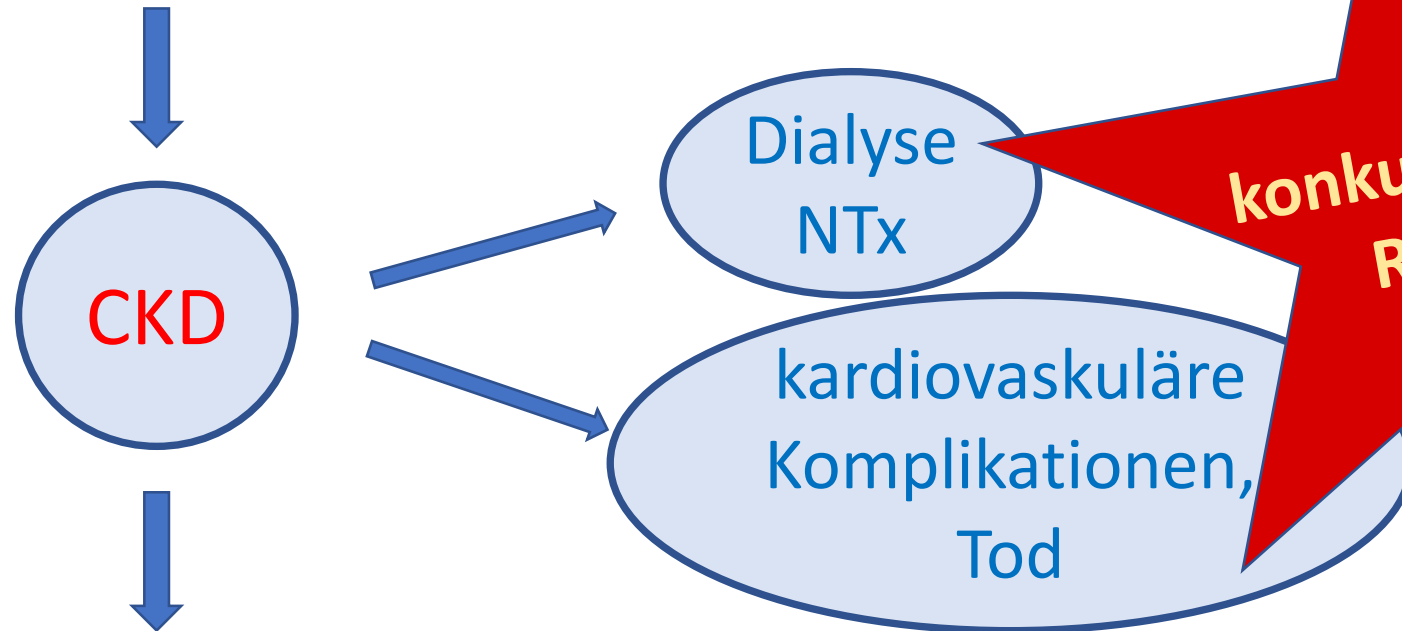 CKD
Dialyse
NTx
kardiovaskuläre
Komplikationen,
Tod